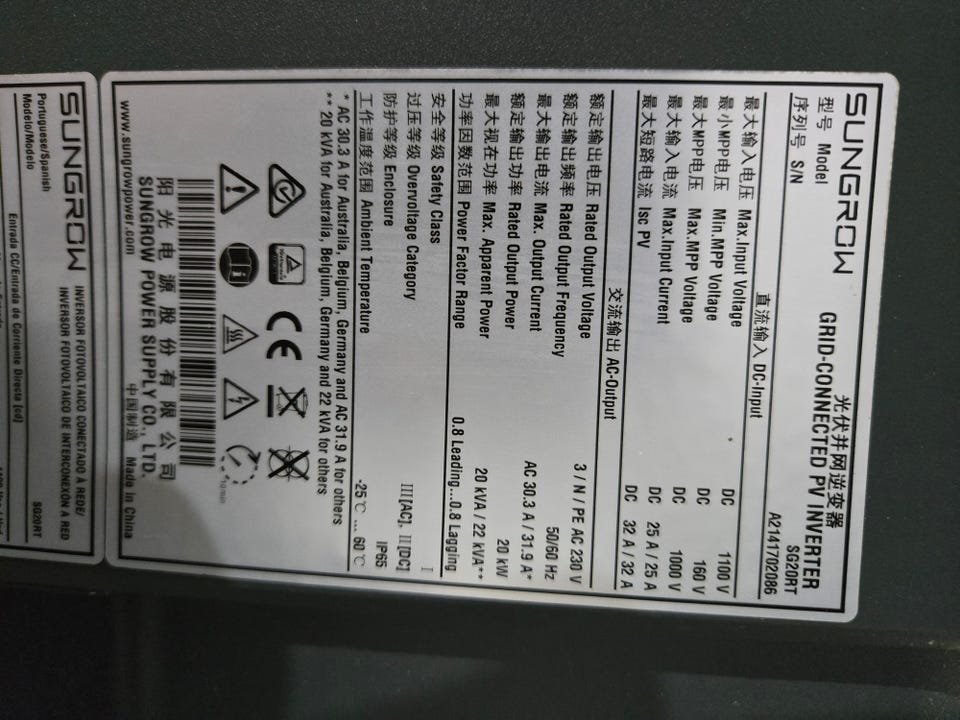 SUNGROW
光伏并网逆变器
GRID-CONNECTED PV INVERTER
型号 Model SG20RT
序列号 S/N A2141702086
直流输入 DC-Input
最大输入电压 Max.Input Voltage DC 1100 V
最小MPP电压 Min.MPP Voltage DC 160 V
最大MPP电压 Max.MPP Voltage DC 1000 V
最大输入电流 Max.Input Current DC 25 A / 25 A
最大短路电流 Isc PV DC 32 A / 32 A
交流输出 AC-Output
额定输出电压 Rated Output Voltage 3 / N / PE AC 230 V
额定输出频率 Rated Output Frequency 50/60 Hz
最大输出电流 Max. Output Current AC 30.3 A / 31.9 A*
额定输出功率 Rated Output Power 20 kW
最大视在功率 Max. Apparent Power 20 kVA / 22 kVA**
功率因数范围 Power Factor Range 0.8 Leading...0.8 Lagging
安全等级 Safety Class I
过压等级 Overvoltage Category III[AC], II[DC]
防护等级 Enclosure IP65
工作温度范围 Ambient Temperature -25℃ ... 60℃
* AC 30.3 A for Australia, Belgium, Germany and AC 31.9 A for others
** 20 kVA for Australia, Belgium, Germany and 22 kVA for others
CE
10min
阳光电源股份有限公司
SUNGROW POWER SUPPLY CO., LTD.
www.sungrowpower.com 中国制造 Made in China
SUNGROW
INVERSOR FOTOVOLTAICO CONECTADO À REDE/
INVERSOR FOTOVOLTAICO DE INTERCONEXÓN A RED
Portuguese/Spanish
Modelo/Modelo SG20RT
Entrada CC/Entrada de Corriente Directa [cd]